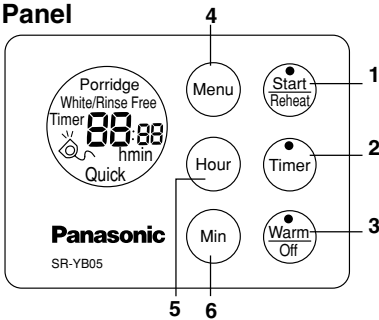 Panel
4
Porridge
White/Rinse Free
Timer
88:88
hmin
Quick
Menu
Start
Reheat
1
Hour
Timer
2
Panasonic
SR-YB05
Min
Warm
Off
3
5
6